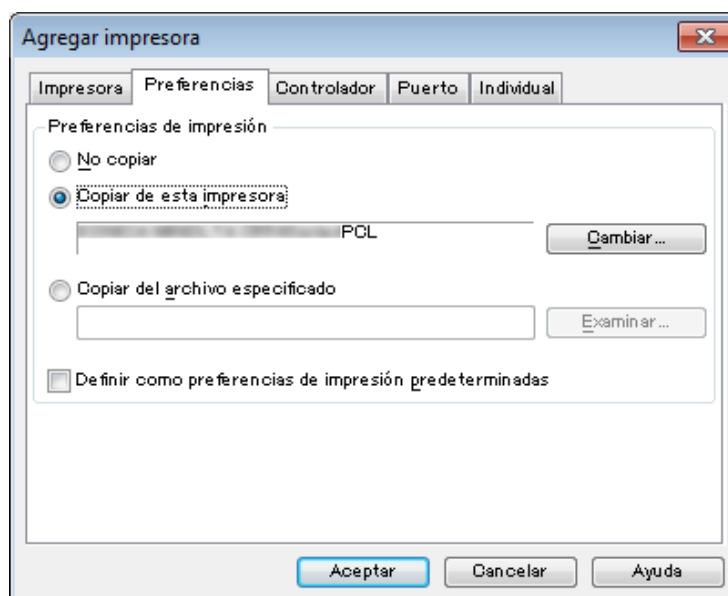 Agregar impresora
Impresora Preferencias Controlador Puerto Individual
Preferencias de impresión
No copiar
Copiar de esta impresora
PCL
Cambiar...
Copiar del archivo especificado
Examinar...
Definir como preferencias de impresión predeterminadas
Aceptar Cancelar Ayuda